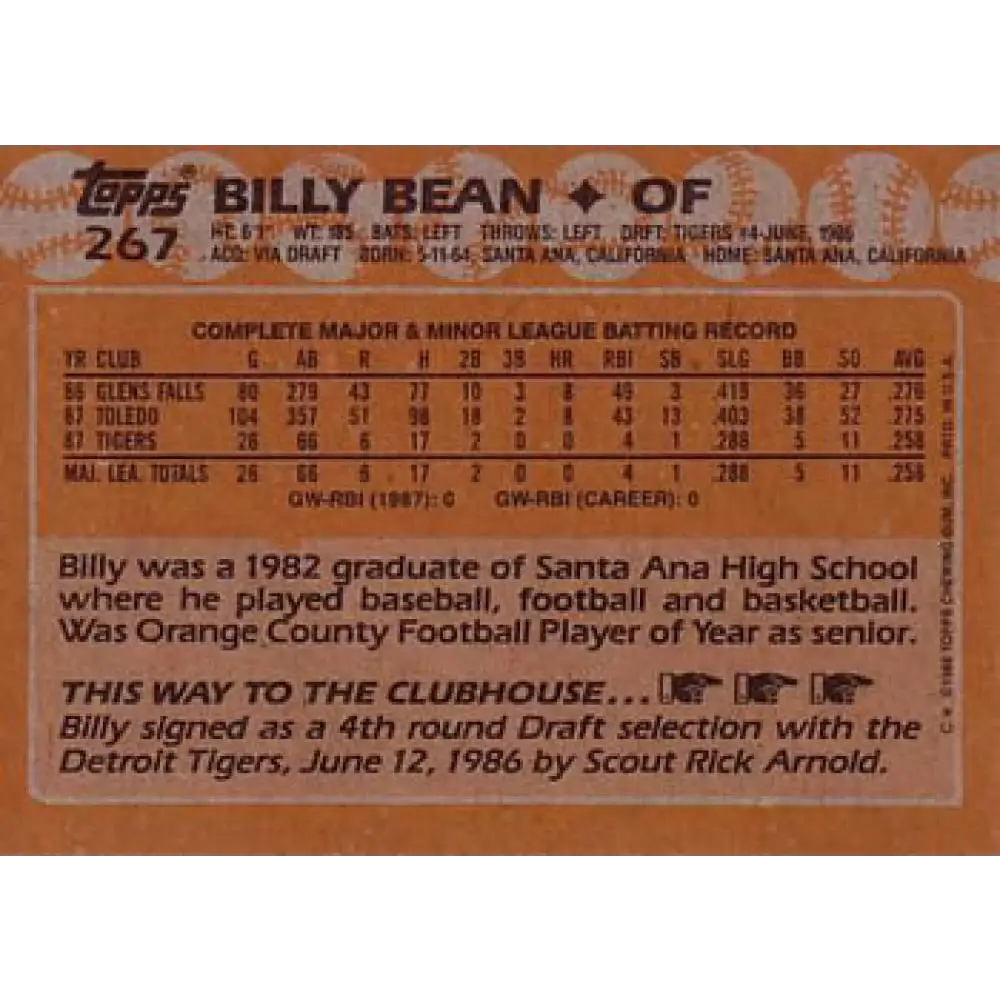 Topps® BILLY BEAN ✦ OF
267 HT: 6'1" WT: 185 BATS: LEFT THROWS: LEFT DRFT: TIGERS #4-JUNE, 1986
ACQ: VIA DRAFT BORN: 5-11-64, SANTA ANA, CALIFORNIA HOME: SANTA ANA, CALIFORNIA
COMPLETE MAJOR & MINOR LEAGUE BATTING RECORD
YR CLUB G AB R H 2B 3B HR RBI SB SLG BB SO AVG
86 GLENS FALLS 80 279 43 77 10 3 8 49 3 .419 36 27 .276
87 TOLEDO 104 357 51 98 18 2 8 43 13 .403 38 52 .275
87 TIGERS 26 66 6 17 2 0 0 4 1 .288 5 11 .258
MAJ. LEA. TOTALS 26 66 6 17 2 0 0 4 1 .288 5 11 .258
GW-RBI (1987): 0 GW-RBI (CAREER): 0
Billy was a 1982 graduate of Santa Ana High School
where he played baseball, football and basketball.
Was Orange County Football Player of Year as senior.
THIS WAY TO THE CLUBHOUSE...
Billy signed as a 4th round Draft selection with the
Detroit Tigers, June 12, 1986 by Scout Rick Arnold.
C* ©1988 TOPPS CHEWING GUM, INC. PRTD. IN U.S.A.